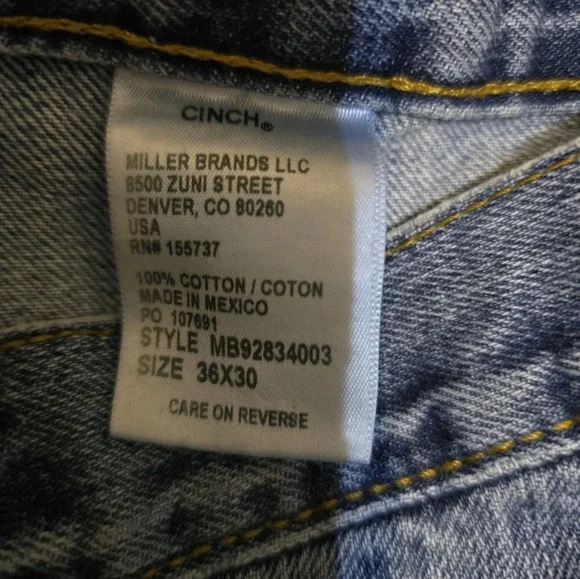 CINCH®
MILLER BRANDS LLC
8500 ZUNI STREET
DENVER, CO 80260
USA
RN# 155737
100% COTTON / COTON
MADE IN MEXICO
PO 107691
STYLE MB92834003
SIZE 36X30
CARE ON REVERSE